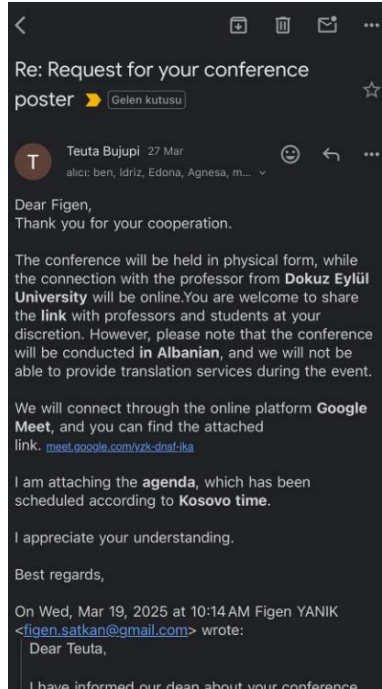 Re: Request for your conference
poster Gelen kutusu
T
Teuta Bujupi 27 Mar
alıcı: ben, Idriz, Edona, Agnesa, m...
Dear Figen,
Thank you for your cooperation.
The conference will be held in physical form, while
the connection with the professor from Dokuz Eylül
University will be online.You are welcome to share
the link with professors and students at your
discretion. However, please note that the conference
will be conducted in Albanian, and we will not be
able to provide translation services during the event.
We will connect through the online platform Google
Meet, and you can find the attached
link. meet.google.com/yzk-dnsf-jka
I am attaching the agenda, which has been
scheduled according to Kosovo time.
I appreciate your understanding.
Best regards,
On Wed, Mar 19, 2025 at 10:14 AM Figen YANIK
<figen.satkan@gmail.com> wrote:
Dear Teuta,
I have informed our dean about your conference